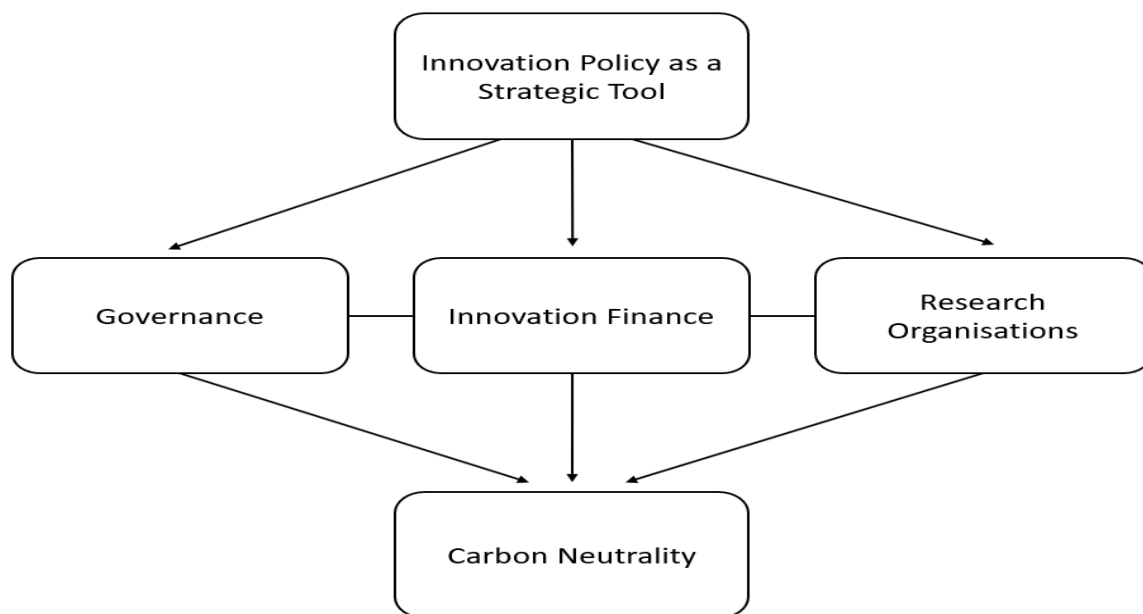 Innovation Policy as a
Strategic Tool
Governance
Innovation Finance
Research
Organisations
Carbon Neutrality